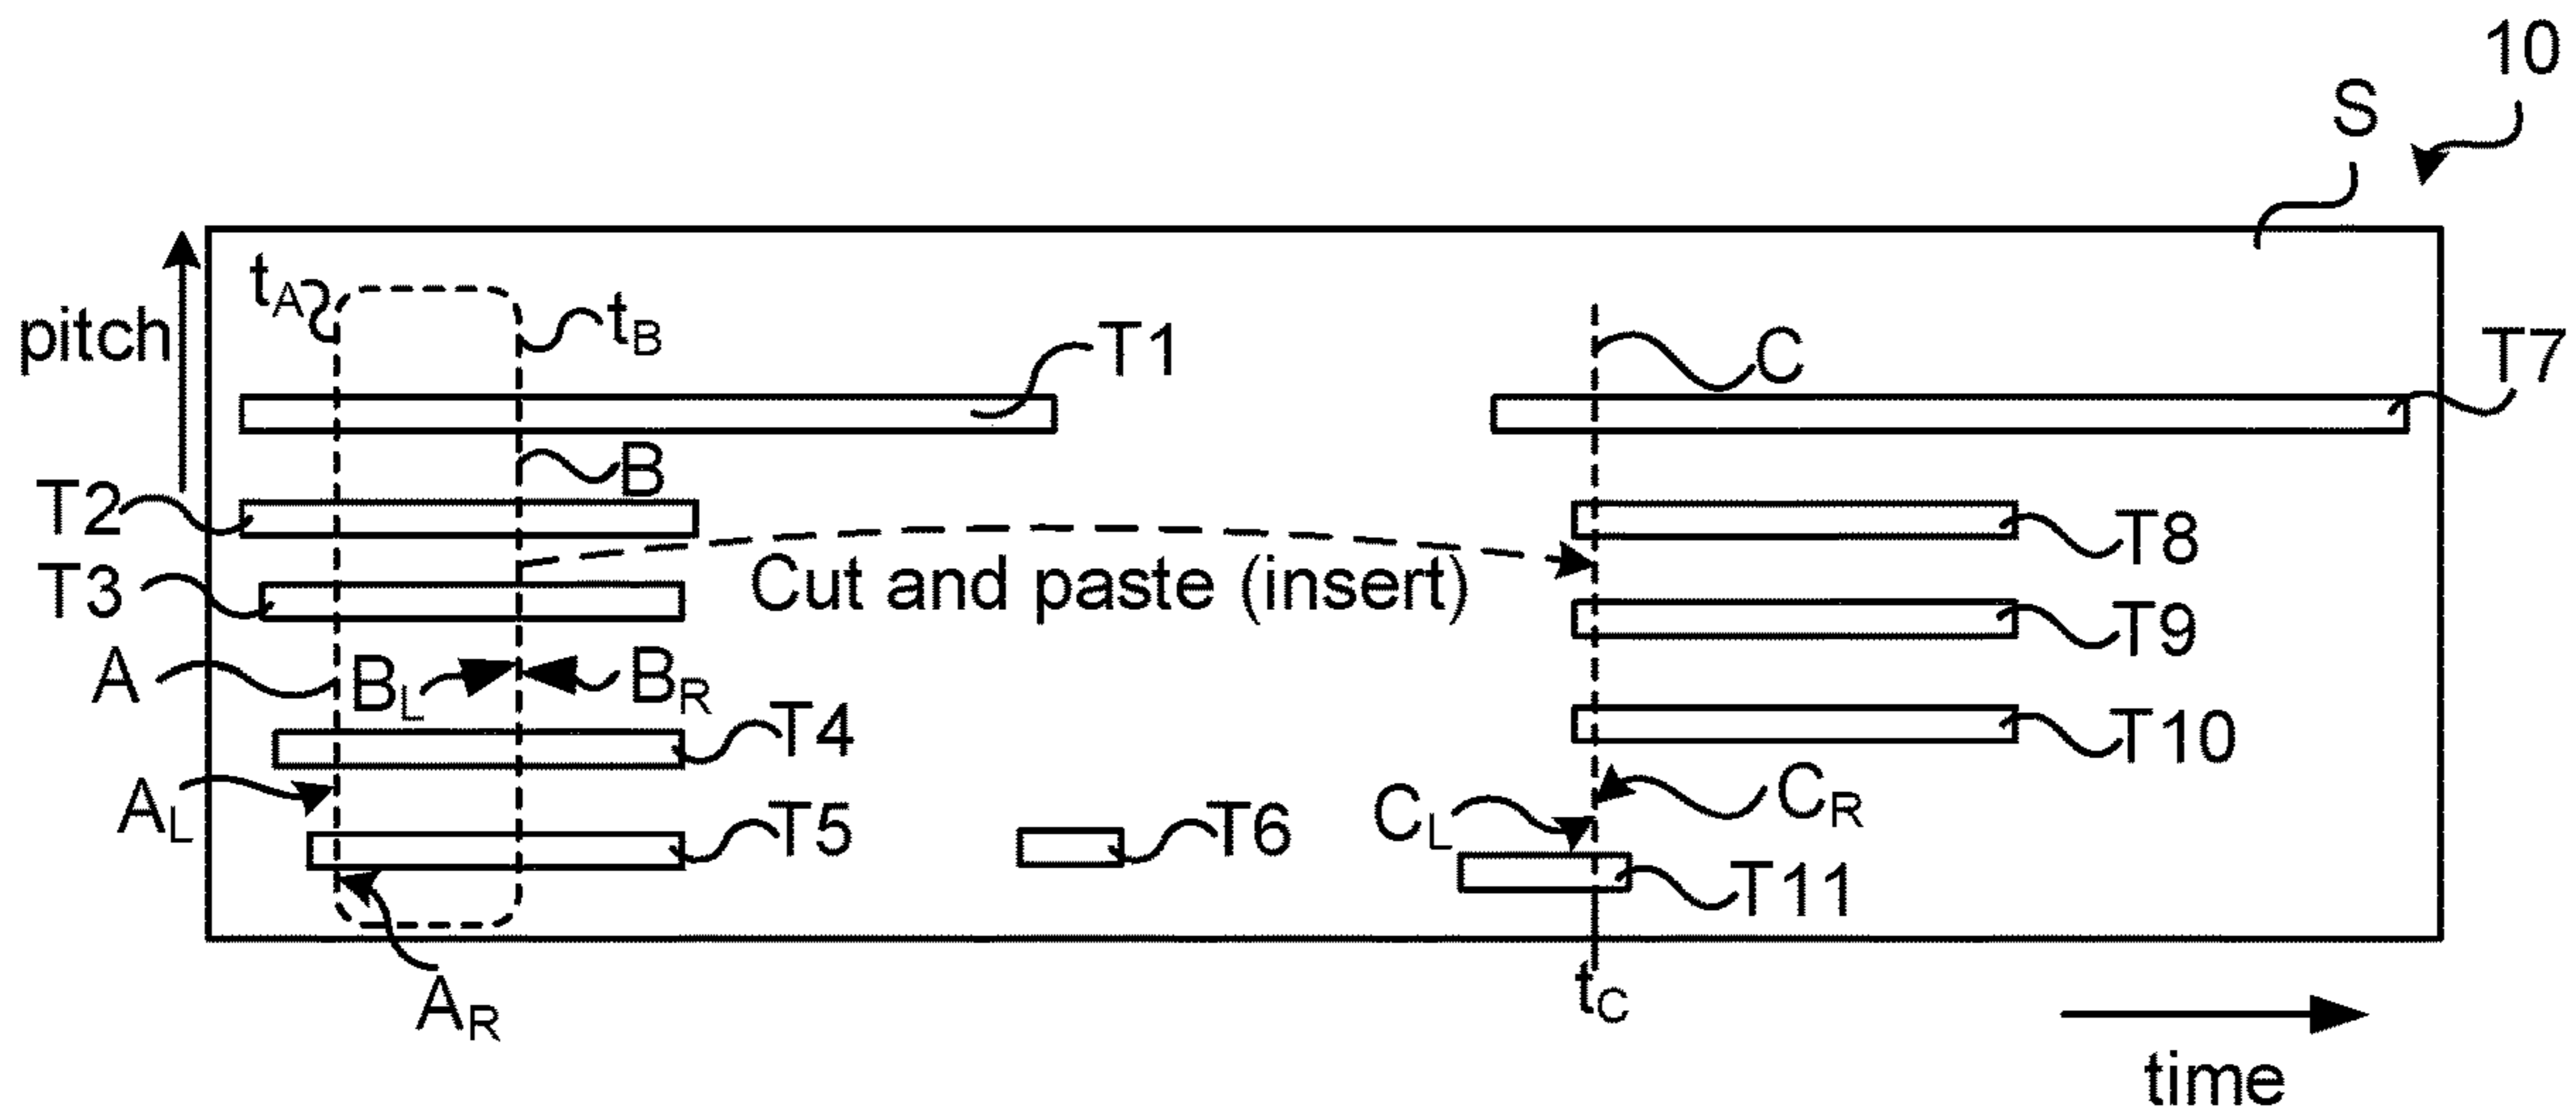 10
S
tA
pitch
tB
T1
C
T7
B
T2
T8
Cut and paste (insert)
T3
T9
A
BL
BR
T4
T10
AL
T5
T6
CL
CR
T11
AR
tC
time